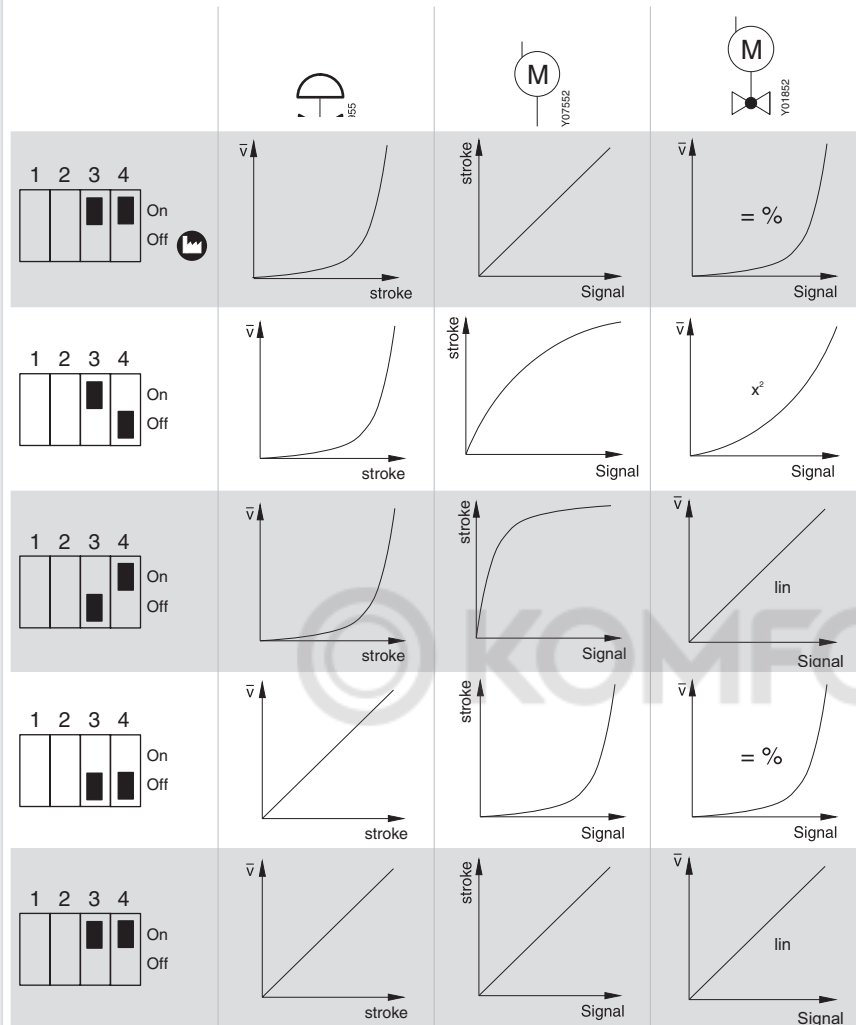 M
M
955
Y07552
Y01852
1 2 3 4
On
Off
v̄
stroke
stroke
Signal
v̄
= %
Signal
1 2 3 4
On
Off
v̄
stroke
stroke
Signal
v̄
x²
Signal
1 2 3 4
On
Off
v̄
stroke
stroke
Signal
v̄
lin
Signal
KOMFO
1 2 3 4
On
Off
v̄
stroke
stroke
Signal
v̄
= %
Signal
1 2 3 4
On
Off
v̄
stroke
stroke
Signal
v̄
lin
Signal